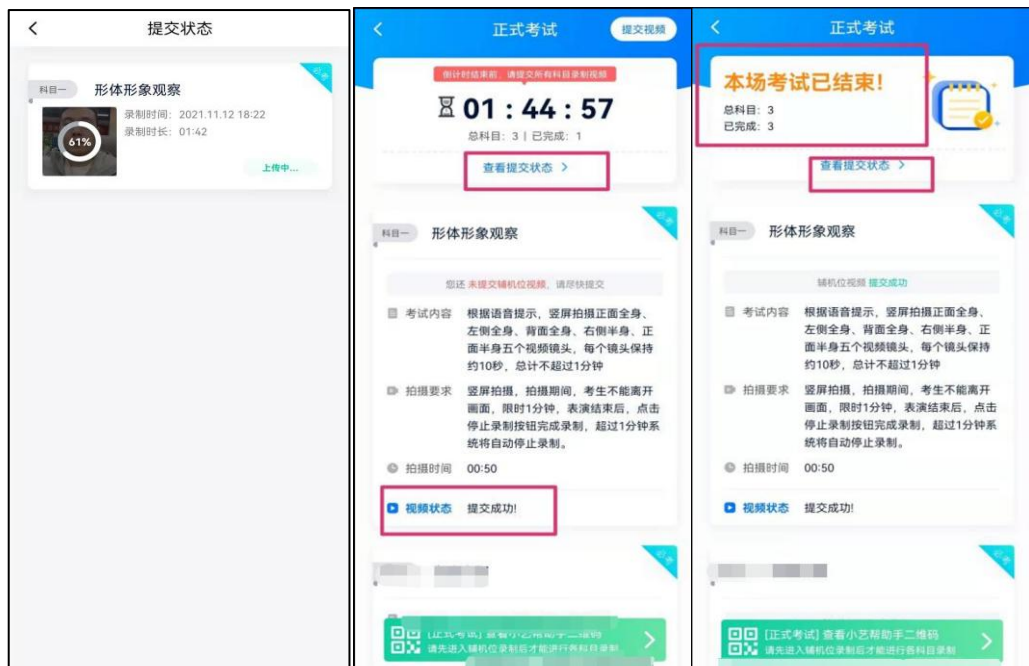 提交状态
必考
科目一
形体形象观察
录制时间：2021.11.12 18:22
录制时长：01:42
61%
上传中...
正式考试
提交视频
倒计时结束前，请提交所有科目录制视频
01：44：57
总科目：3 | 已完成：1
查看提交状态
必考
科目一
形体形象观察
您还 未提交辅机位视频，请尽快提交
考试内容
根据语音提示，竖屏拍摄正面全身、
左侧全身、背面全身、右侧半身、正
面半身五个视频镜头，每个镜头保持
约10秒，总计不超过1分钟
拍摄要求
竖屏拍摄，拍摄期间，考生不能离开
画面，限时1分钟，表演结束后，点击
停止录制按钮完成录制，超过1分钟系
统将自动停止录制。
拍摄时间
00:50
视频状态
提交成功!
必考
[正式考试] 查看小艺帮助手二维码
请先进入辅机位录制后才能进行各科目录制
正式考试
本场考试已结束!
总科目：3
已完成：3
查看提交状态
必考
科目一
形体形象观察
辅机位视频 提交成功
考试内容
根据语音提示，竖屏拍摄正面全身、
左侧全身、背面全身、右侧半身、正
面半身五个视频镜头，每个镜头保持
约10秒，总计不超过1分钟
拍摄要求
竖屏拍摄，拍摄期间，考生不能离开
画面，限时1分钟，表演结束后，点击
停止录制按钮完成录制，超过1分钟系
统将自动停止录制。
拍摄时间
00:50
视频状态
提交成功!
必考
[正式考试] 查看小艺帮助手二维码
请先进入辅机位录制后才能进行各科目录制